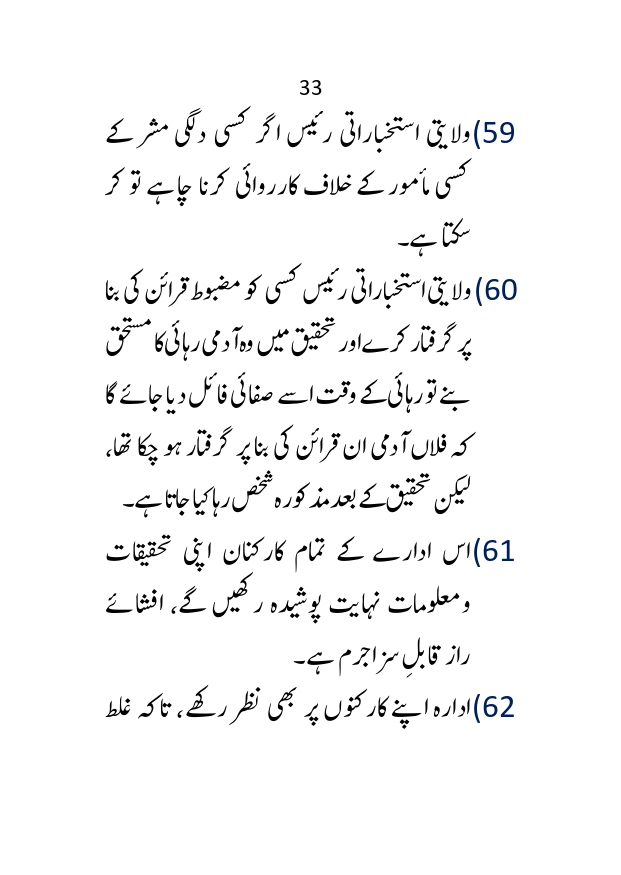 33
59) ولایتی استخباراتی رئیس اگر کسی دلگی مشر کے
کسی مأمور کے خلاف کارروائی کرنا چاہے تو کر
سکتا ہے۔
60) ولایتی استخباراتی رئیس کسی کو مضبوط قرائن کی بنا
پر گرفتار کرے اور تحقیق میں وہ آدمی رہائی کا مستحق
بنے تو رہائی کے وقت اسے صفائی فائل دیا جائے گا
کہ فلاں آدمی ان قرائن کی بنا پر گرفتار ہو چکا تھا،
لیکن تحقیق کے بعد مذکورہ شخص رہا کیا جاتا ہے۔
61) اس ادارے کے تمام کارکنان اپنی تحقیقات
و معلومات نہایت پوشیدہ رکھیں گے، افشائے
راز قابلِ سزا جرم ہے۔
62) ادارہ اپنے کارکنوں پر بھی نظر رکھے، تاکہ غلط